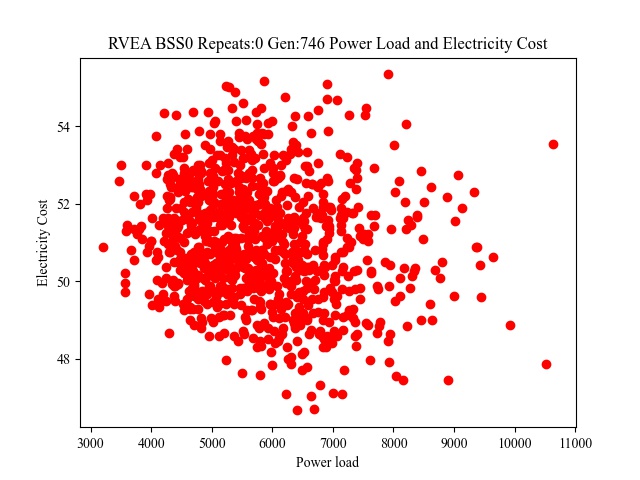 RVEA BSS0 Repeats:0 Gen:746 Power Load and Electricity Cost
54
52
50
48
Electricity Cost
3000 4000 5000 6000 7000 8000 9000 10000 11000
Power load